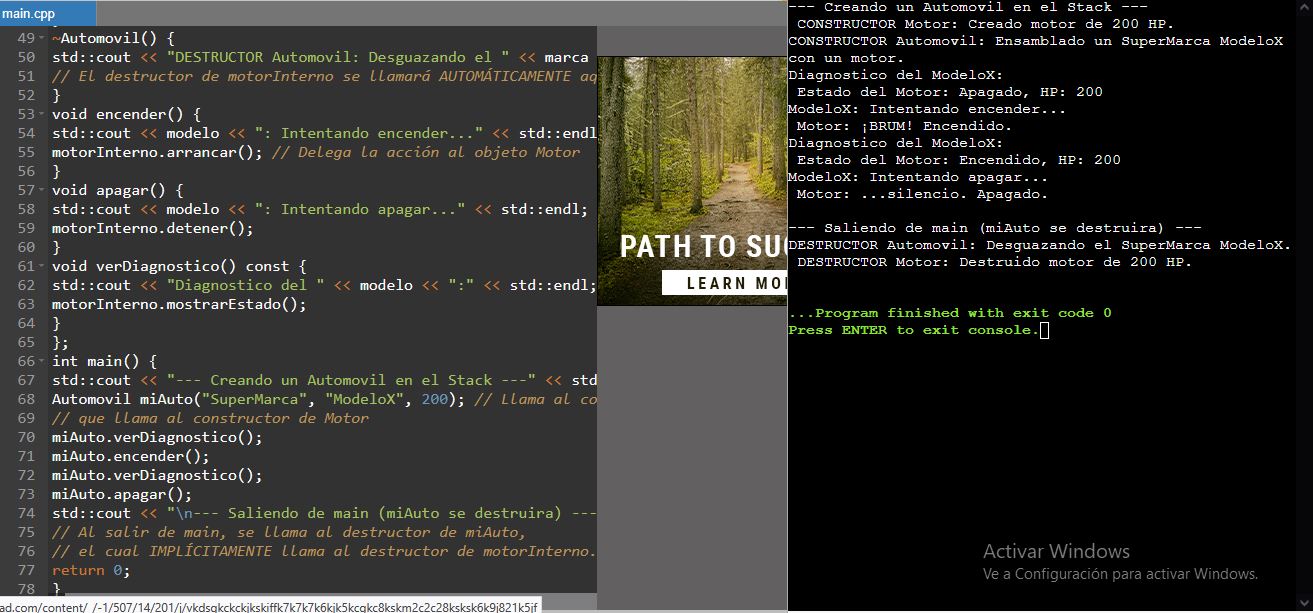 main.cpp
49 ~Automovil() {
50 std::cout << "DESTRUCTOR Automovil: Desguazando el " << marca
51 // El destructor de motorInterno se llamará AUTOMÁTICAMENTE aq
52 }
53 void encender() {
54 std::cout << modelo << ": Intentando encender..." << std::endl
55 motorInterno.arrancar(); // Delega la acción al objeto Motor
56 }
57 void apagar() {
58 std::cout << modelo << ": Intentando apagar..." << std::endl;
59 motorInterno.detener();
60 }
61 void verDiagnostico() const {
62 std::cout << "Diagnostico del " << modelo << ":" << std::endl;
63 motorInterno.mostrarEstado();
64 }
65 };
66 int main() {
67 std::cout << "--- Creando un Automovil en el Stack ---" << std
68 Automovil miAuto("SuperMarca", "ModeloX", 200); // Llama al co
69 // que llama al constructor de Motor
70 miAuto.verDiagnostico();
71 miAuto.encender();
72 miAuto.verDiagnostico();
73 miAuto.apagar();
74 std::cout << "\n--- Saliendo de main (miAuto se destruira) ---
75 // Al salir de main, se llama al destructor de miAuto,
76 // el cual IMPLÍCITAMENTE llama al destructor de motorInterno.
77 return 0;
78 }
PATH TO SU
LEARN MO
--- Creando un Automovil en el Stack ---
CONSTRUCTOR Motor: Creado motor de 200 HP.
CONSTRUCTOR Automovil: Ensamblado un SuperMarca ModeloX
con un motor.
Diagnostico del ModeloX:
Estado del Motor: Apagado, HP: 200
ModeloX: Intentando encender...
Motor: ¡BRUM! Encendido.
Diagnostico del ModeloX:
Estado del Motor: Encendido, HP: 200
ModeloX: Intentando apagar...
Motor: ...silencio. Apagado.
--- Saliendo de main (miAuto se destruira) ---
DESTRUCTOR Automovil: Desguazando el SuperMarca ModeloX.
DESTRUCTOR Motor: Destruido motor de 200 HP.
...Program finished with exit code 0
Press ENTER to exit console.
Activar Windows
Ve a Configuración para activar Windows.